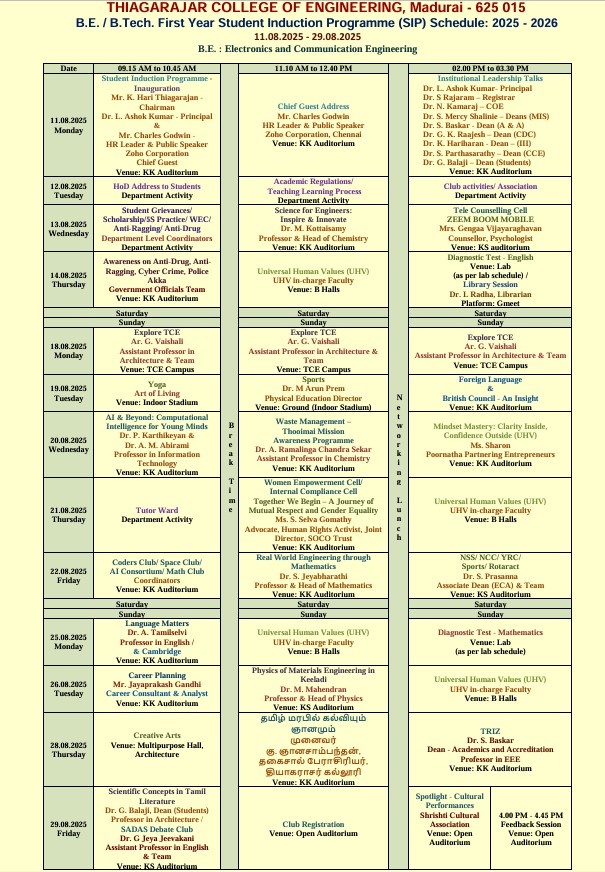 THIAGARAJAR COLLEGE OF ENGINEERING, Madurai - 625 015
B.E. / B.Tech. First Year Student Induction Programme (SIP) Schedule: 2025 - 2026
11.08.2025 - 29.08.2025
B.E. : Electronics and Communication Engineering
Date
09.15 AM to 10.45 AM
11.10 AM to 12.40 PM
02.00 PM to 03.30 PM
Break Time
Networking Lunch
11.08.2025
Monday
Student Induction Programme -
Inauguration
Mr. K. Hari Thiagarajan -
Chairman
Dr. L. Ashok Kumar - Principal
&
Mr. Charles Godwin -
HR Leader & Public Speaker
Zoho Corporation
Chief Guest
Venue: KK Auditorium
Chief Guest Address
Mr. Charles Godwin
HR Leader & Public Speaker
Zoho Corporation, Chennai
Venue: KK Auditorium
Institutional Leadership Talks
Dr. L. Ashok Kumar- Principal
Dr. S Rajaram – Registrar
Dr. N. Kamaraj – COE
Dr. S. Mercy Shalinie – Deans (MIS)
Dr. S. Baskar - Dean (A & A)
Dr. G. K. Raajesh – Dean (CDC)
Dr. K. Hariharan - Dean – (III)
Dr. S. Parthasarathy – Dean (CCE)
Dr. G. Balaji – Dean (Students)
Venue: KK Auditorium
12.08.2025
Tuesday
HoD Address to Students
Department Activity
Academic Regulations/
Teaching Learning Process
Department Activity
Club activities/ Association
Department Activity
13.08.2025
Wednesday
Student Grievances/
Scholarship/5S Practice/ WEC/
Anti-Ragging/ Anti-Drug
Department Level Coordinators
Department Activity
Science for Engineers:
Inspire & Innovate
Dr. M. Kottaisamy
Professor & Head of Chemistry
Venue: KK Auditorium
Tele Counselling Cell
ZEEM BOOM MOBILE
Mrs. Gengaa Vijayaraghavan
Counsellor, Psychologist
Venue: KS auditorium
14.08.2025
Thursday
Awareness on Anti-Drug, Anti-
Ragging, Cyber Crime, Police
Akka
Government Officials Team
Venue: KK Auditorium
Universal Human Values (UHV)
UHV in-charge Faculty
Venue: B Halls
Diagnostic Test - English
Venue: Lab
(as per lab schedule) /
Library Session
Dr. L Radha, Librarian
Platform: Gmeet
Saturday
Saturday
Saturday
Sunday
Sunday
Sunday
18.08.2025
Monday
Explore TCE
Ar. G. Vaishali
Assistant Professor in
Architecture & Team
Venue: TCE Campus
Explore TCE
Ar. G. Vaishali
Assistant Professor in Architecture &
Team
Venue: TCE Campus
Explore TCE
Ar. G. Vaishali
Assistant Professor in Architecture & Team
Venue: TCE Campus
19.08.2025
Tuesday
Yoga
Art of Living
Venue: Indoor Stadium
Sports
Dr. M Arun Prem
Physical Education Director
Venue: Ground (Indoor Stadium)
Foreign Language
&
British Council - An Insight
Venue: KK Auditorium
20.08.2025
Wednesday
AI & Beyond: Computational
Intelligence for Young Minds
Dr. P. Karthikeyan &
Dr. A. M. Abirami
Professor in Information
Technology
Venue: KK Auditorium
Waste Management –
Thooimai Mission
Awareness Programme
Dr. A. Ramalinga Chandra Sekar
Assistant Professor in Chemistry
Venue: KK Auditorium
Mindset Mastery: Clarity Inside,
Confidence Outside (UHV)
Ms. Sharon
Poornatha Partnering Entrepreneurs
Venue: KK Auditorium
21.08.2025
Thursday
Tutor Ward
Department Activity
Women Empowerment Cell/
Internal Compliance Cell
Together We Begin – A Journey of
Mutual Respect and Gender Equality
Ms. S. Selva Gomathy
Advocate, Human Rights Activist, Joint
Director, SOCO Trust
Venue: KK Auditorium
Universal Human Values (UHV)
UHV in-charge Faculty
Venue: B Halls
22.08.2025
Friday
Coders Club/ Space Club/
AI Consortium/ Math Club
Coordinators
Venue: KK Auditorium
Real World Engineering through
Mathematics
Dr. S. Jeyabharathi
Professor & Head of Mathematics
Venue: KK Auditorium
NSS/ NCC/ YRC/
Sports/ Rotaract
Dr. S. Prasanna
Associate Dean (ECA) & Team
Venue: KS Auditorium
Saturday
Saturday
Saturday
Sunday
Sunday
Sunday
25.08.2025
Monday
Language Matters
Dr. A. Tamilselvi
Professor in English /
& Cambridge
Venue: KK Auditorium
Universal Human Values (UHV)
UHV in-charge Faculty
Venue: B Halls
Diagnostic Test - Mathematics
Venue: Lab
(as per lab schedule)
26.08.2025
Tuesday
Career Planning
Mr. Jayaprakash Gandhi
Career Consultant & Analyst
Venue: KK Auditorium
Physics of Materials Engineering in
Keeladi
Dr. M. Mahendran
Professor & Head of Physics
Venue: KS Auditorium
Universal Human Values (UHV)
UHV in-charge Faculty
Venue: B Halls
28.08.2025
Thursday
Creative Arts
Venue: Multipurpose Hall,
Architecture
தமிழ் மரபில் கல்வியும்
ஞானமும்
முனைவர்
கு. ஞானசம்பந்தன்,
தகைசால் பேராசிரியர்,
தியாகராசர் கல்லூரி
Venue: KK Auditorium
TRIZ
Dr. S. Baskar
Dean - Academics and Accreditation
Professor in EEE
Venue: KK Auditorium
29.08.2025
Friday
Scientific Concepts in Tamil
Literature
Dr. G. Balaji, Dean (Students)
Professor in Architecture /
SADAS Debate Club
Dr. G Jeya Jeevakani
Assistant Professor in English
& Team
Venue: KS Auditorium
Club Registration
Venue: Open Auditorium
Spotlight - Cultural
Performances
Shrishti Cultural
Association
Venue: Open
Auditorium
4.00 PM - 4.45 PM
Feedback Session
Venue: Open
Auditorium